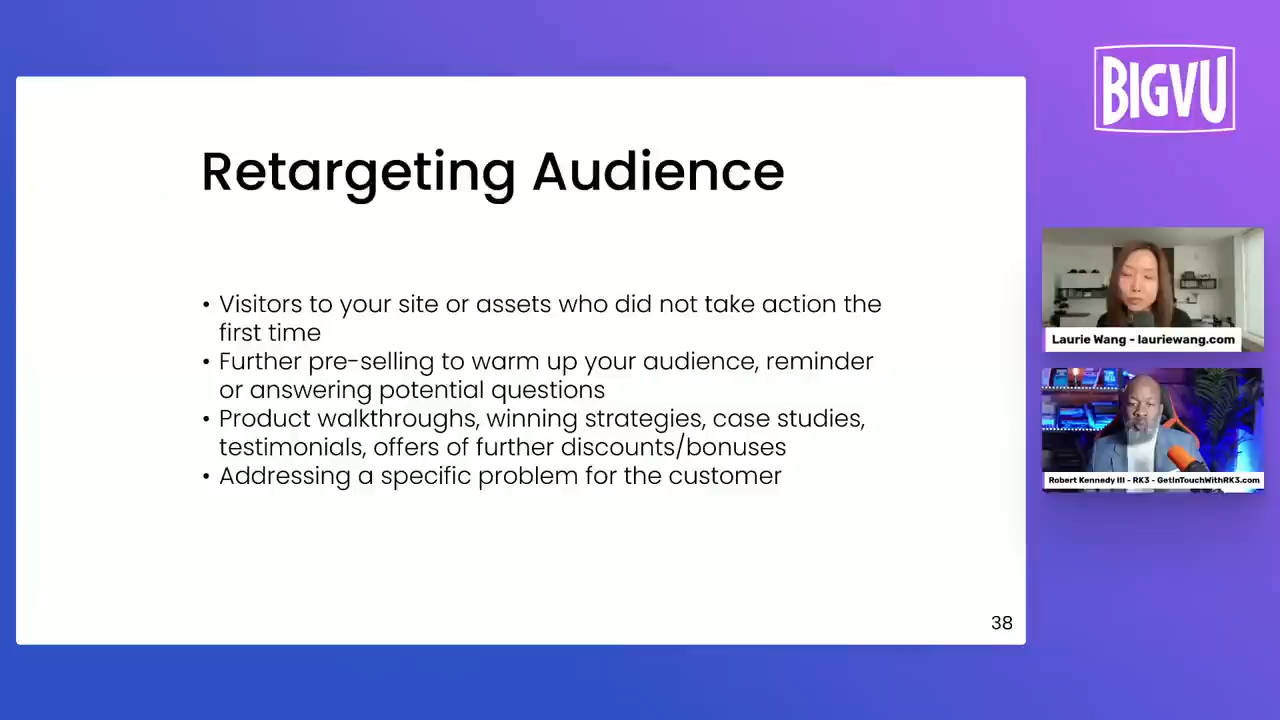 BIGVU
Retargeting Audience
• Visitors to your site or assets who did not take action the
first time
• Further pre-selling to warm up your audience, reminder
or answering potential questions
• Product walkthroughs, winning strategies, case studies,
testimonials, offers of further discounts/bonuses
• Addressing a specific problem for the customer
38
Laurie Wang - lauriewang.com
Robert Kennedy III - RK3 - GetInTouchWithRK3.com